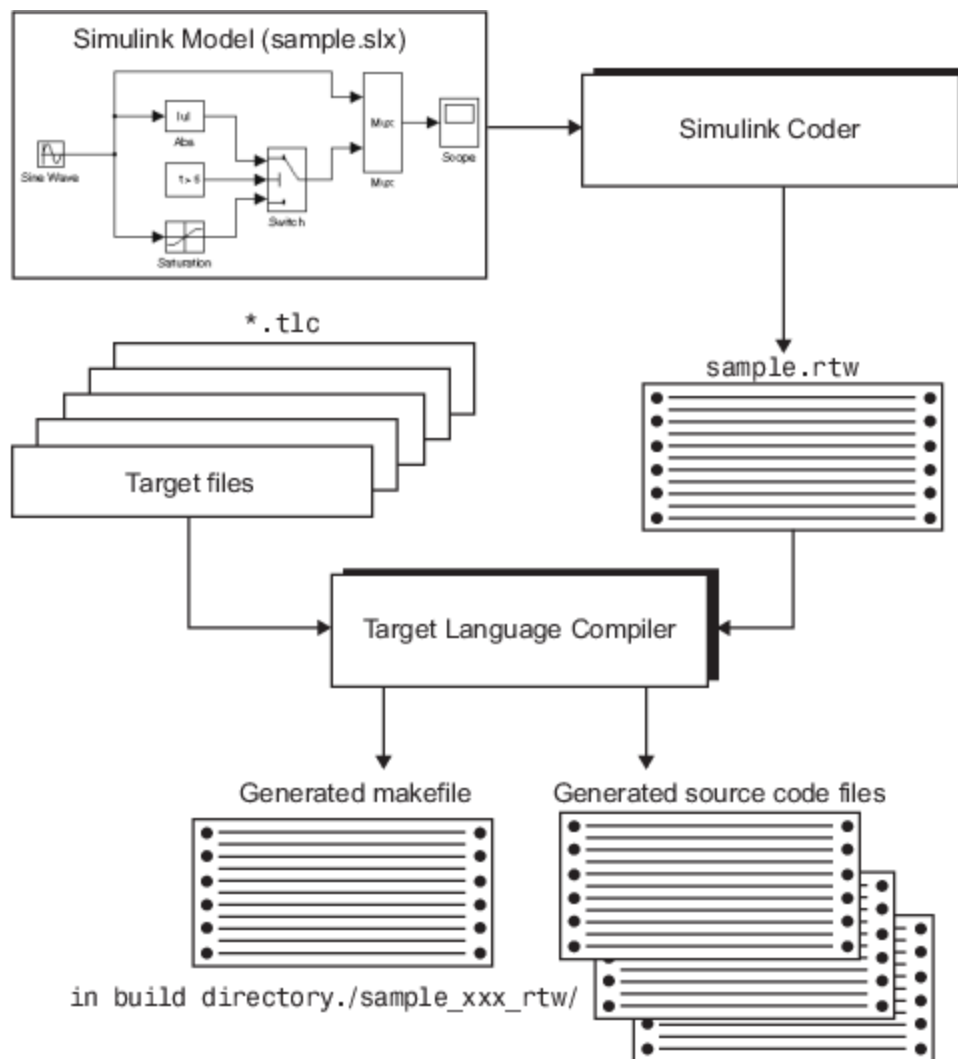 Simulink Model (sample.slx)
|u|
Abs
Sine Wave
Switch
Saturation
Mux
Mux
Scope
Simulink Coder
*.tlc
Target files
sample.rtw
Target Language Compiler
Generated makefile
Generated source code files
in build directory./sample_xxx_rtw/